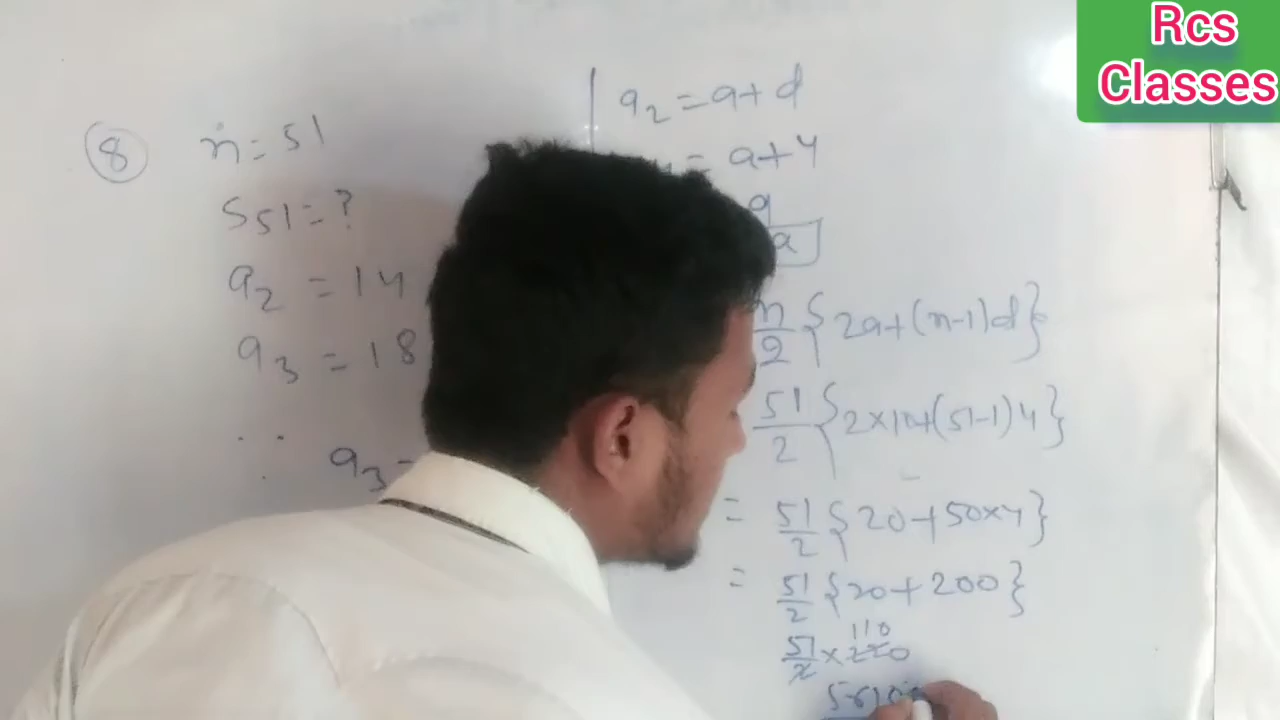 Rcs
Classes
8 n = 51
S51 = ?
a2 = 14
a3 = 18
∴ a3 =
a2 = a + d
= a + 4
a
a
n/2 {2a + (n-1)d}
51/2 {2×10+(51-1)4}
= 51/2 {20 + 50×4}
= 51/2 {20 + 200}
51/2 × 220 110
5610